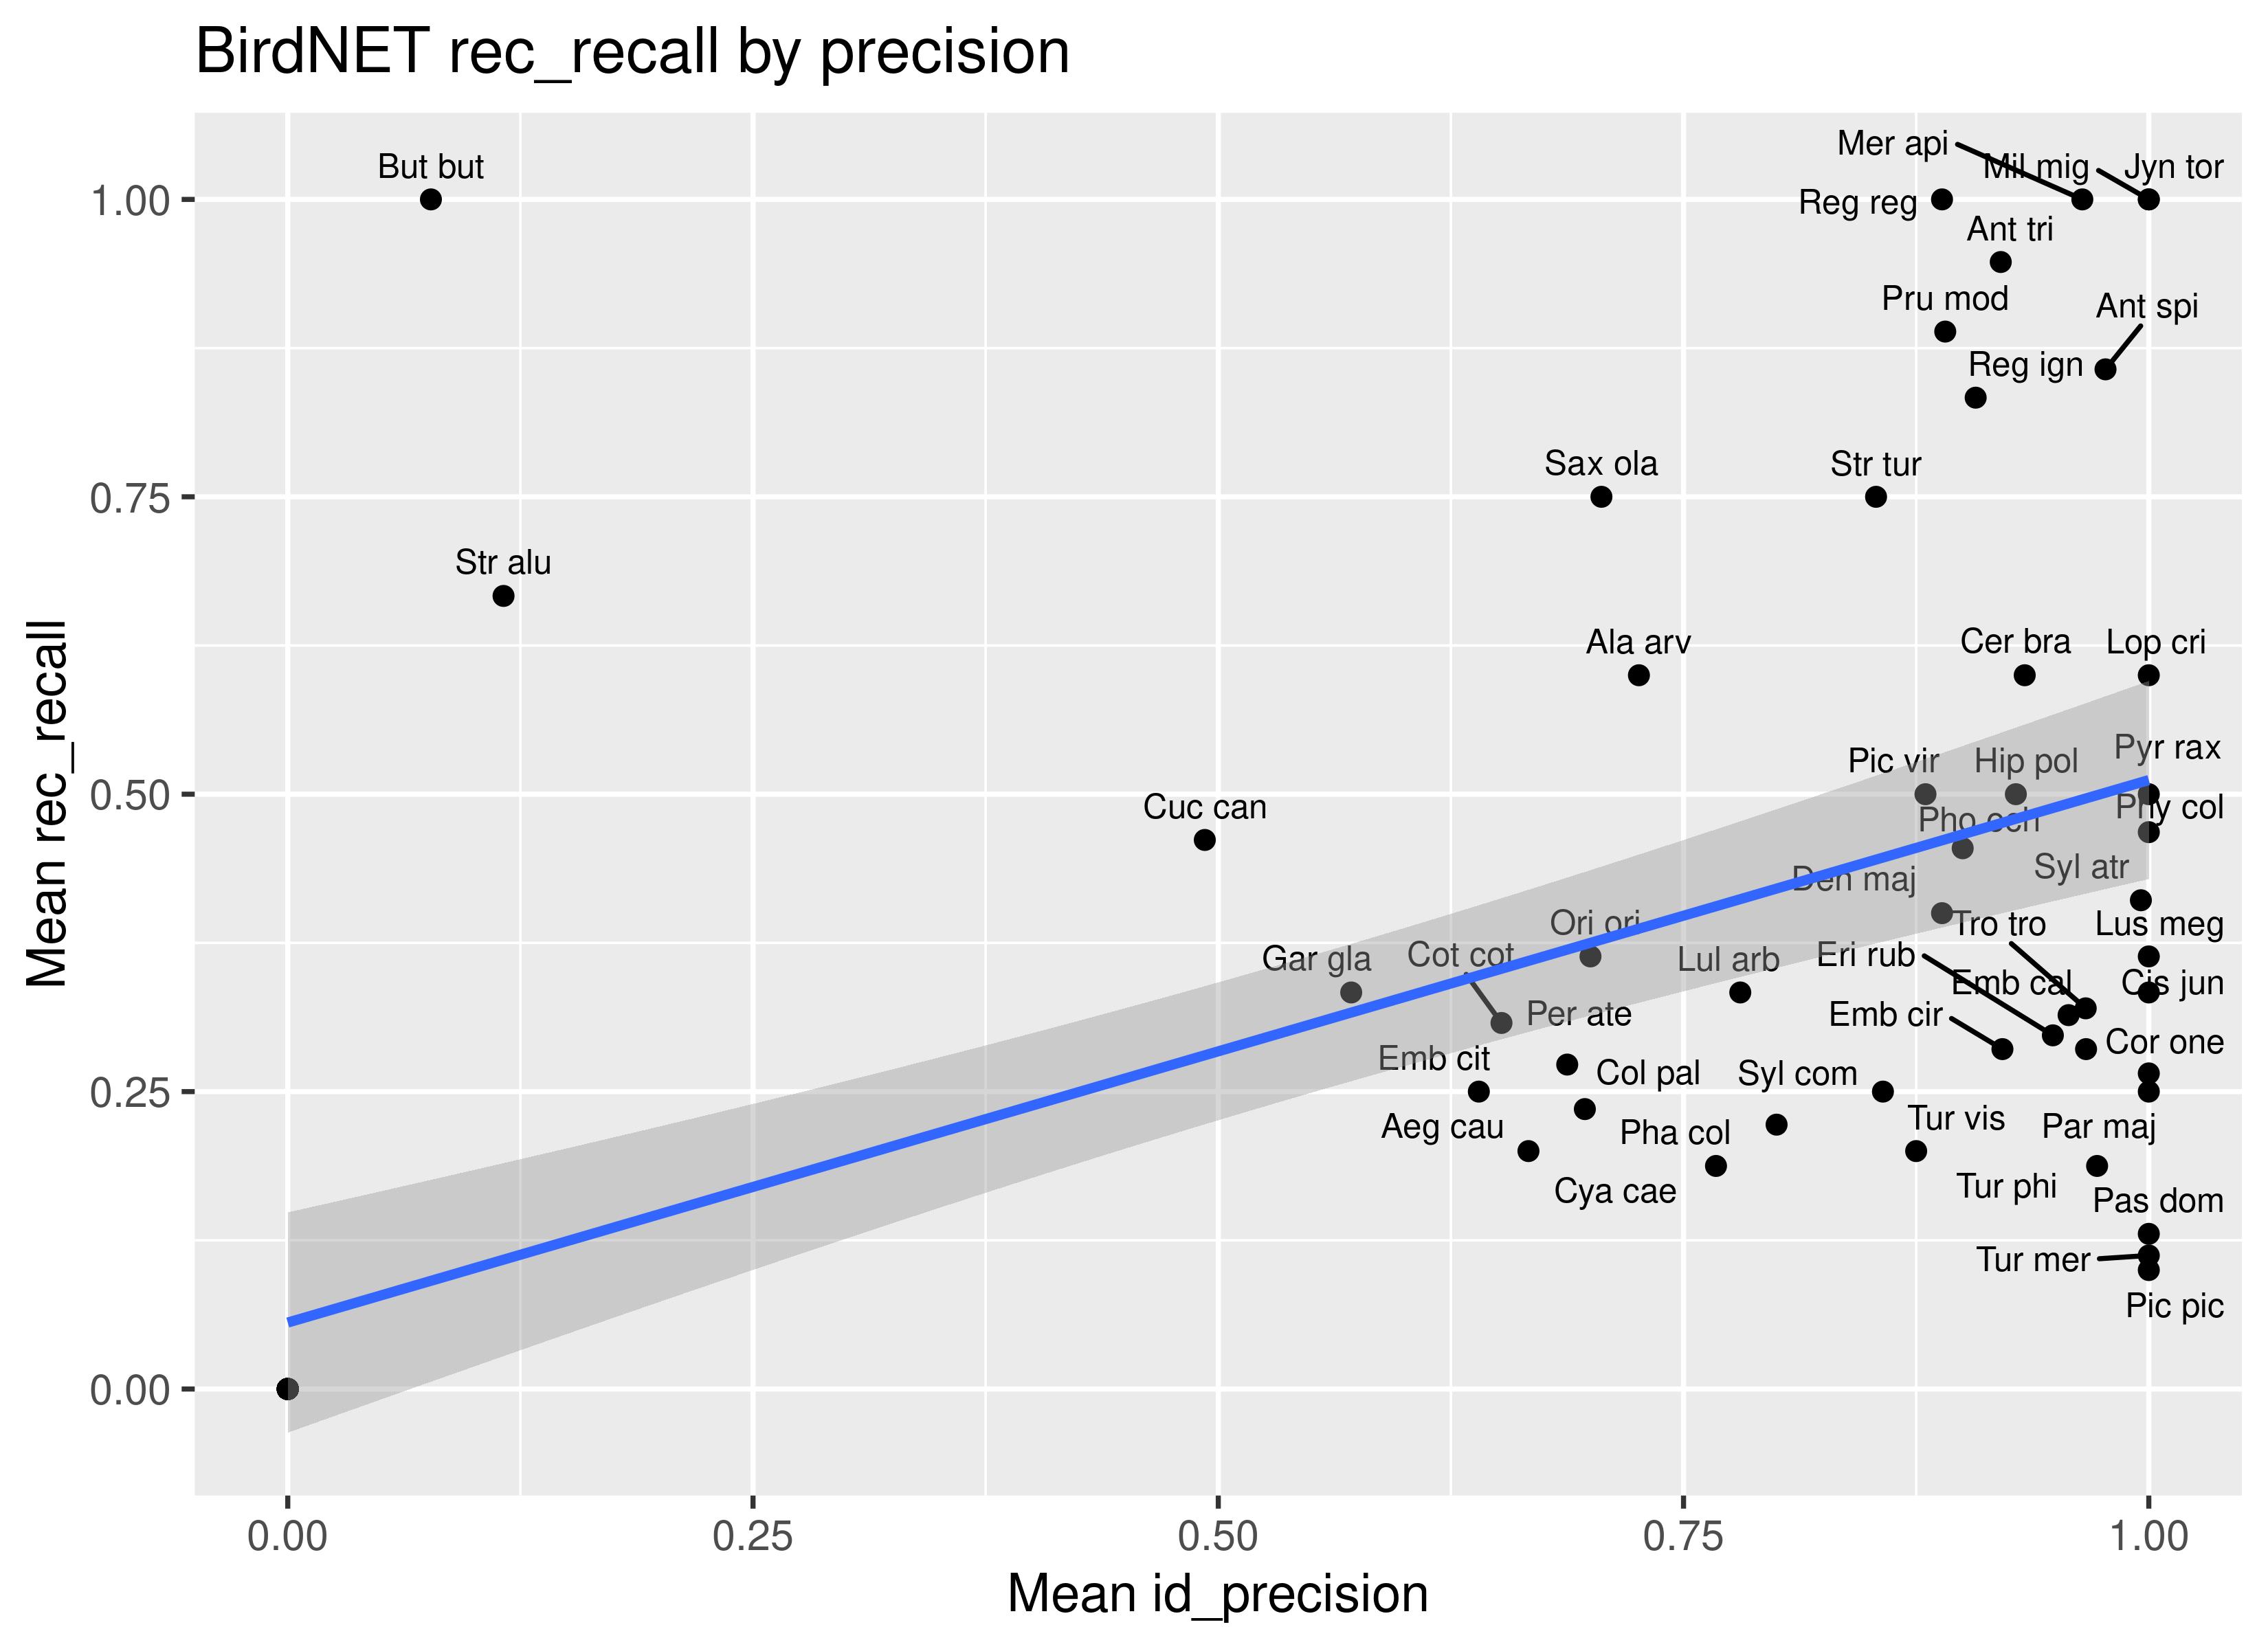 BirdNET rec_recall by precision
Mer api
But but
Mil mig
Jyn tor
1.00
Reg reg
Ant tri
Pru mod
Ant spi
Reg ign
Sax ola
Str tur
0.75
Str alu
Ala arv
Cer bra
Lop cri
Pyr rax
Pic vir
Hip pol
0.50
Cuc can
Phy col
Pho och
Syl atr
Den maj
Ori ori
Tro tro
Lus meg
Gar gla
Cot cot
Lul arb
Eri rub
Emb cal
Cis jun
Per ate
Emb cir
Cor one
Emb cit
Col pal
Syl com
0.25
Aeg cau
Pha col
Tur vis
Par maj
Cya cae
Tur phi
Pas dom
Tur mer
Pic pic
0.00
Mean rec_recall
0.00 0.25 0.50 0.75 1.00
Mean id_precision